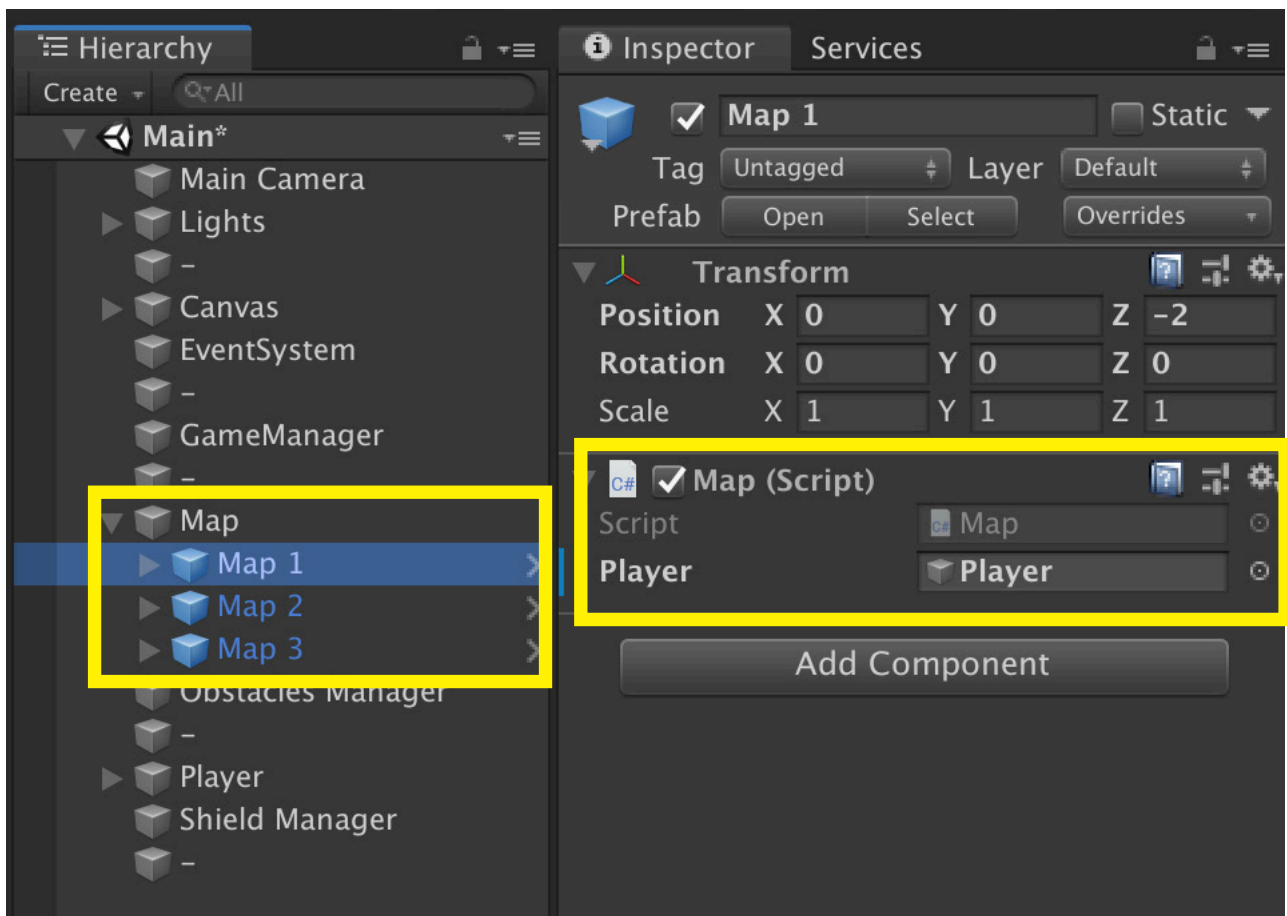 Hierarchy
Create All
Main*
Main Camera
Lights
–
Canvas
EventSystem
–
GameManager
–
Map
Map 1
Map 2
Map 3
Obstacles Manager
–
Player
Shield Manager
–
Inspector Services
Map 1 Static
Tag Untagged Layer Default
Prefab Open Select Overrides
Transform
Position X 0 Y 0 Z -2
Rotation X 0 Y 0 Z 0
Scale X 1 Y 1 Z 1
C# Map (Script)
Script C# Map
Player Player
Add Component